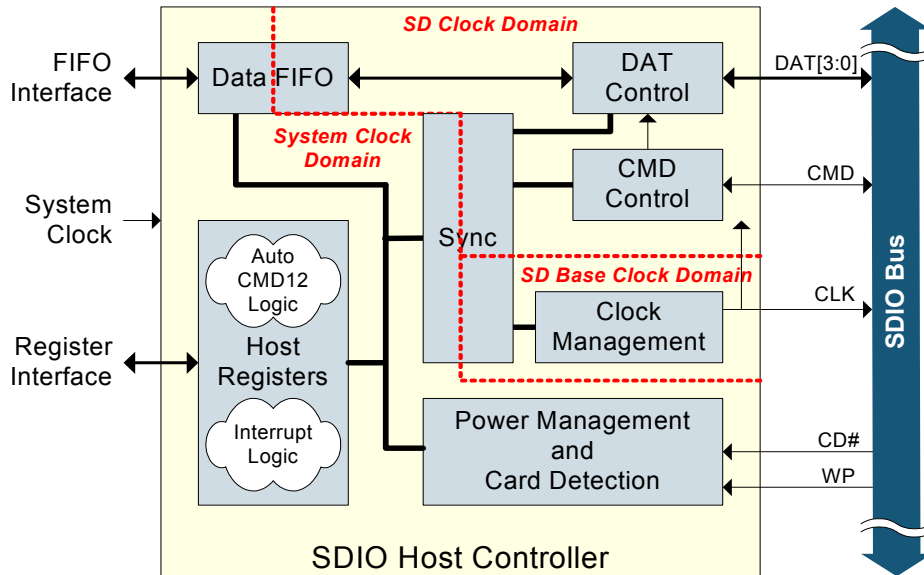 SD Clock Domain
FIFO
Interface
Data FIFO
DAT
Control
DAT[3:0]
System Clock
Domain
CMD
Control
CMD
System
Clock
Sync
Auto
CMD12
Logic
SD Base Clock Domain
Clock
Management
CLK
SDIO Bus
Register
Interface
Host
Registers
Interrupt
Logic
Power Management
and
Card Detection
CD#
WP
SDIO Host Controller